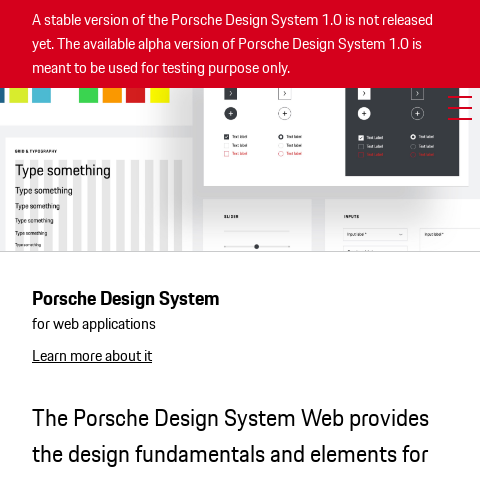 A stable version of the Porsche Design System 1.0 is not released
yet. The available alpha version of Porsche Design System 1.0 is
meant to be used for testing purpose only.
Text label Text label Text label Text label
Text label Text label Text label Text label
Text label Text label Text label Text label
GRID & TYPOGRAPHY
Type something
Type something
Type something
Type something
Type something
Type something
SLIDER
INPUTS
Input label * Input label *
Porsche Design System
for web applications
Learn more about it
The Porsche Design System Web provides
the design fundamentals and elements for